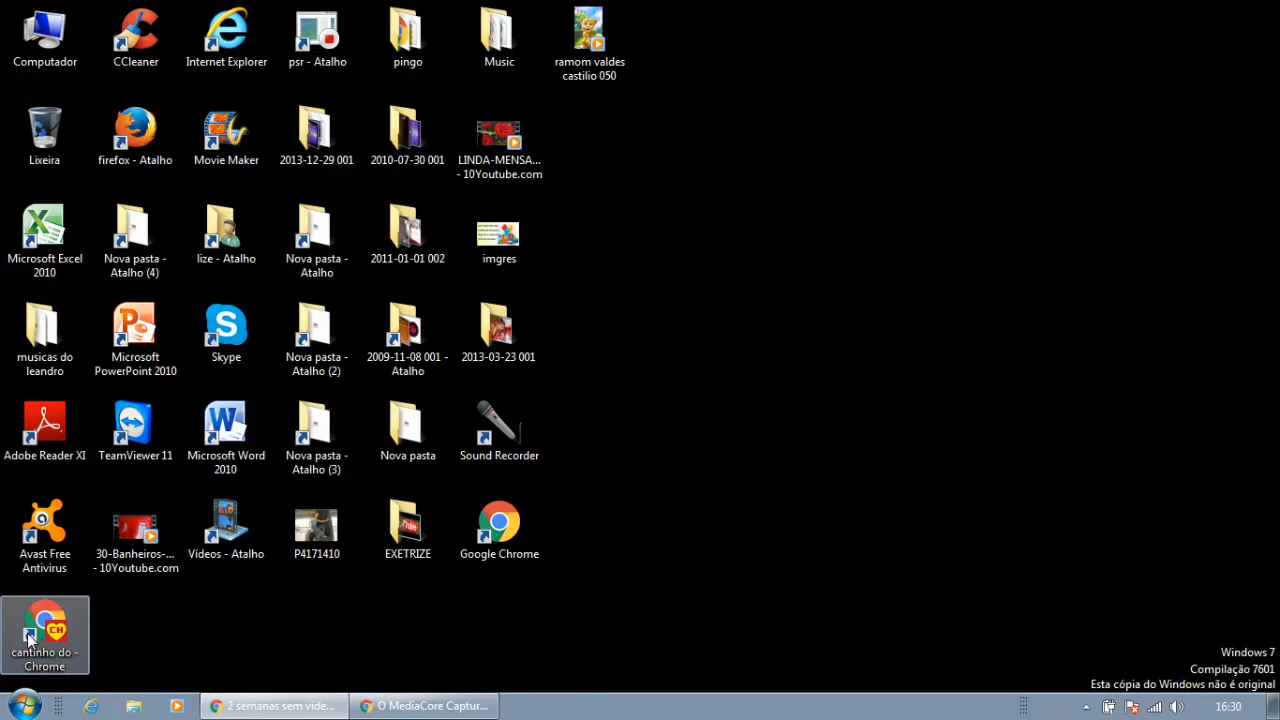 Computador
CCleaner
Internet Explorer
psr - Atalho
pingo
Music
ramom valdes
castilio 050
Lixeira
firefox - Atalho
Movie Maker
2013-12-29 001
2010-07-30 001
LINDA-MENSA...
- 10Youtube.com
Microsoft Excel
2010
Nova pasta -
Atalho (4)
lize - Atalho
Nova pasta -
Atalho
2011-01-01 002
imgres
musicas do
leandro
Microsoft
PowerPoint 2010
Skype
Nova pasta -
Atalho (2)
2009-11-08 001 -
Atalho
2013-03-23 001
Adobe Reader XI
TeamViewer 11
Microsoft Word
2010
Nova pasta -
Atalho (3)
Nova pasta
Sound Recorder
Avast Free
Antivirus
30-Banheiros-...
- 10Youtube.com
Vídeos - Atalho
P4171410
EXETRIZE
Google Chrome
CH
cantinho do -
Chrome
Windows 7
Compilação 7601
Esta cópia do Windows não é original
2 semanas sem vide...
O MediaCore Captur...
16:30